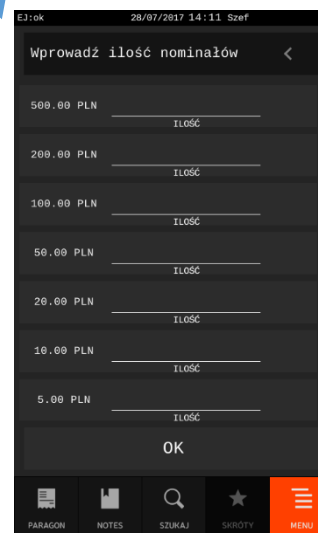 EJ:ok 28/07/2017 14:11 Szef
Wprowadź ilość nominałów
500.00 PLN
ILOŚĆ
200.00 PLN
ILOŚĆ
100.00 PLN
ILOŚĆ
50.00 PLN
ILOŚĆ
20.00 PLN
ILOŚĆ
10.00 PLN
ILOŚĆ
5.00 PLN
ILOŚĆ
OK
PARAGON NOTES SZUKAJ SKRÓTY MENU